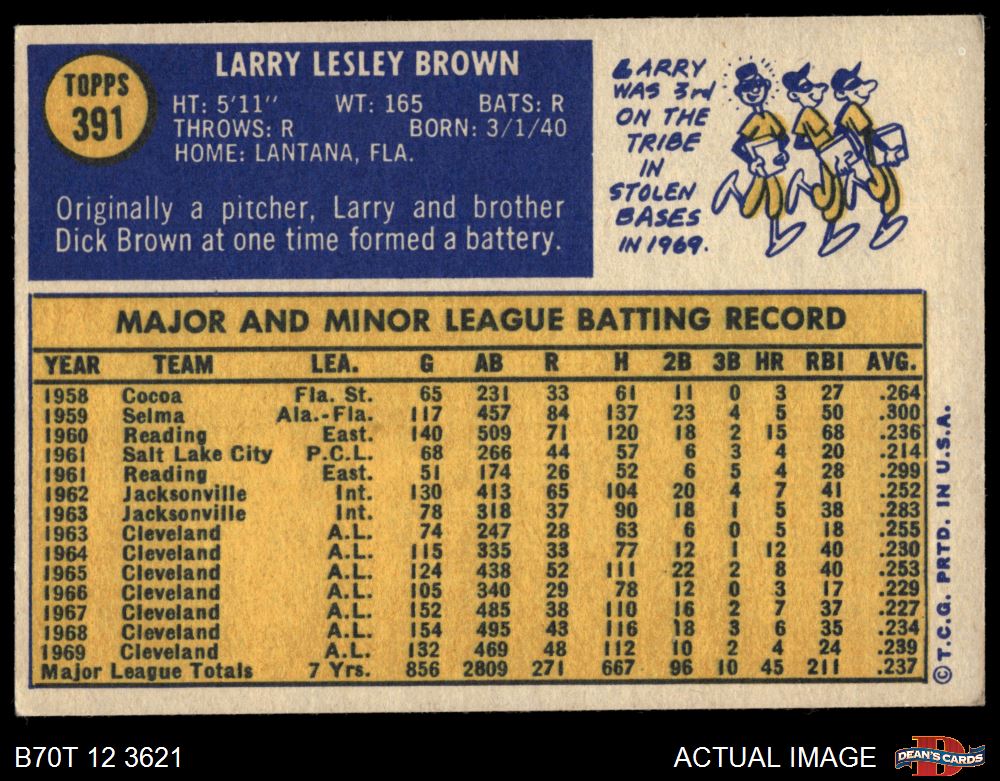 TOPPS
391
LARRY LESLEY BROWN
HT: 5'11" WT: 165 BATS: R
THROWS: R BORN: 3/1/40
HOME: LANTANA, FLA.
Originally a pitcher, Larry and brother
Dick Brown at one time formed a battery.
LARRY
WAS 3rd
ON THE
TRIBE
IN
STOLEN
BASES
IN 1969.
MAJOR AND MINOR LEAGUE BATTING RECORD
YEAR TEAM LEA. G AB R H 2B 3B HR RBI AVG.
1958 Cocoa Fla. St. 65 231 33 61 11 0 3 27 .264
1959 Selma Ala.-Fla. 117 457 84 137 23 4 5 50 .300
1960 Reading East. 140 509 71 120 18 2 15 68 .236
1961 Salt Lake City P.C.L. 68 266 44 57 6 3 4 20 .214
1961 Reading East. 51 174 26 52 6 5 4 28 .299
1962 Jacksonville Int. 130 413 65 104 20 4 7 41 .252
1963 Jacksonville Int. 78 318 37 90 18 1 5 38 .283
1963 Cleveland A.L. 74 247 28 63 6 0 5 18 .255
1964 Cleveland A.L. 115 335 33 77 12 1 12 40 .230
1965 Cleveland A.L. 124 438 52 111 22 2 8 40 .253
1966 Cleveland A.L. 105 340 29 78 12 0 3 17 .229
1967 Cleveland A.L. 152 485 38 110 16 2 7 37 .227
1968 Cleveland A.L. 154 495 43 116 18 3 6 35 .234
1969 Cleveland A.L. 132 469 48 112 10 2 4 24 .239
Major League Totals 7 Yrs. 856 2809 271 667 96 10 45 211 .237
© T.C.G. PRTD. IN U.S.A.
B70T 12 3621
ACTUAL IMAGE
D
DEAN'S CARDS